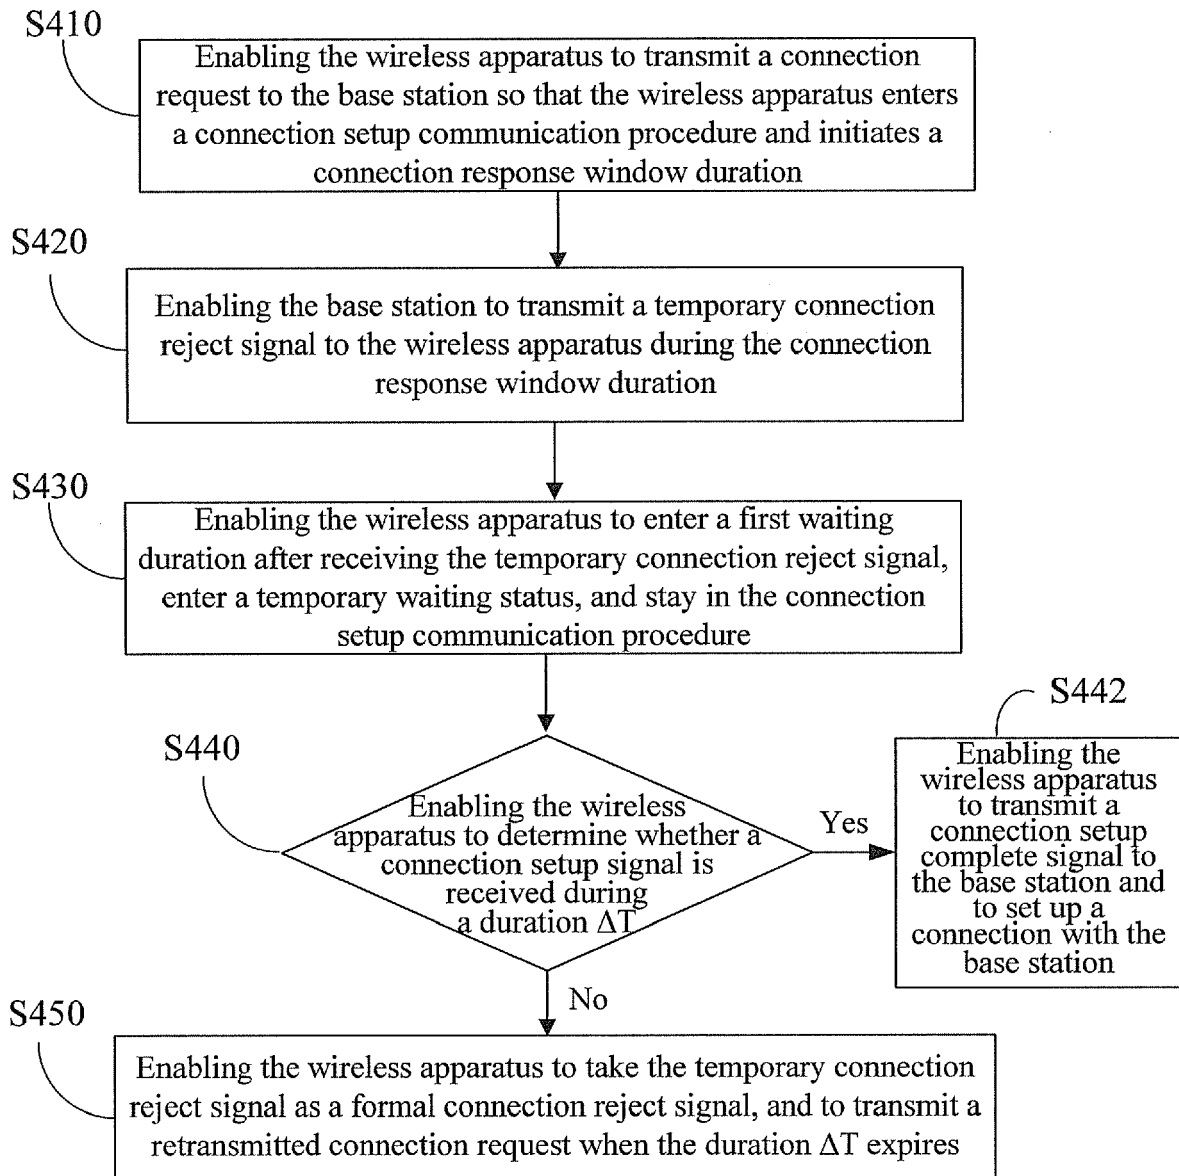 S410
Enabling the wireless apparatus to transmit a connection
request to the base station so that the wireless apparatus enters
a connection setup communication procedure and initiates a
connection response window duration
S420
Enabling the base station to transmit a temporary connection
reject signal to the wireless apparatus during the connection
response window duration
S430
Enabling the wireless apparatus to enter a first waiting
duration after receiving the temporary connection reject signal,
enter a temporary waiting status, and stay in the connection
setup communication procedure
S440
Enabling the wireless
apparatus to determine whether a
connection setup signal is
received during
a duration ΔT
Yes
S442
Enabling the
wireless apparatus
to transmit a
connection setup
complete signal to
the base station and
to set up a
connection with the
base station
No
S450
Enabling the wireless apparatus to take the temporary connection
reject signal as a formal connection reject signal, and to transmit a
retransmitted connection request when the duration ΔT expires